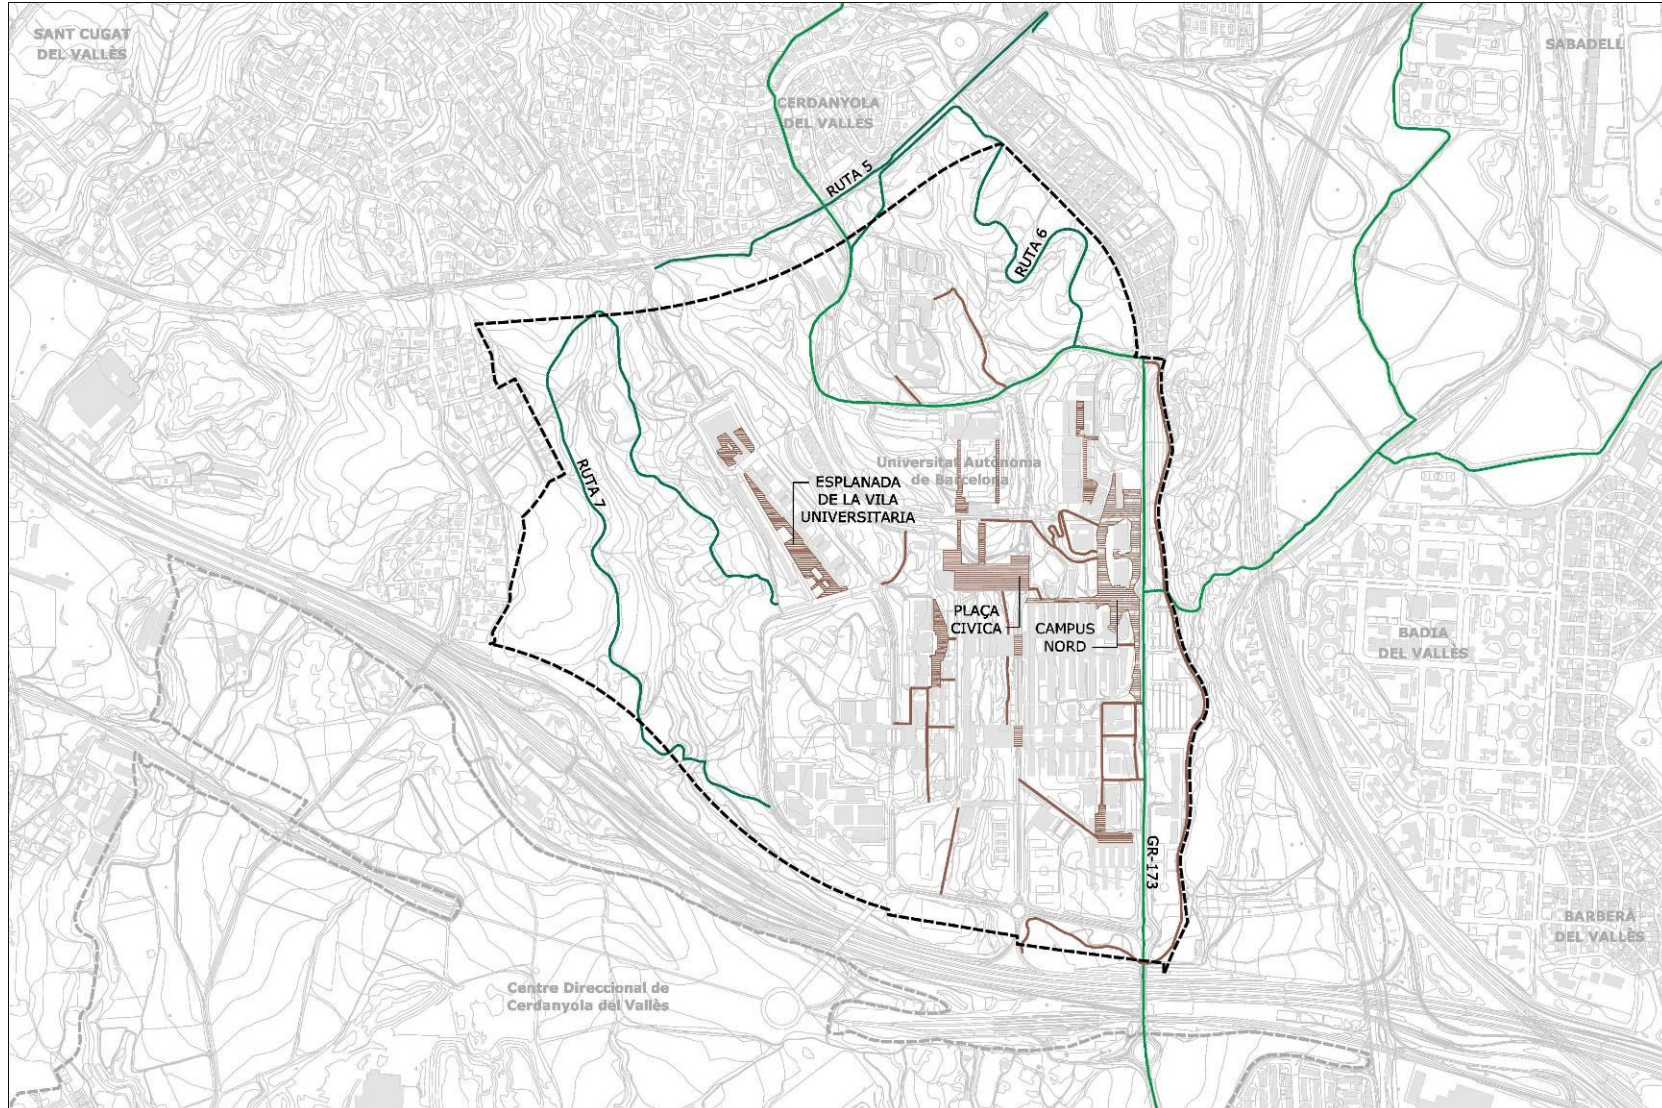 SANT CUGAT
DEL VALLÈS
SABADELL
CERDANYOLA
DEL VALLÈS
RUTA 5
RUTA 6
RUTA 7
Universitat Autònoma
de Barcelona
ESPLANADA
DE LA VILA
UNIVERSITARIA
PLAÇA
CIVICA
CAMPUS
NORD
BADIA
DEL VALLÈS
GR-173
BARBERÀ
DEL VALLÈS
Centre Direccional de
Cerdanyola del Vallès